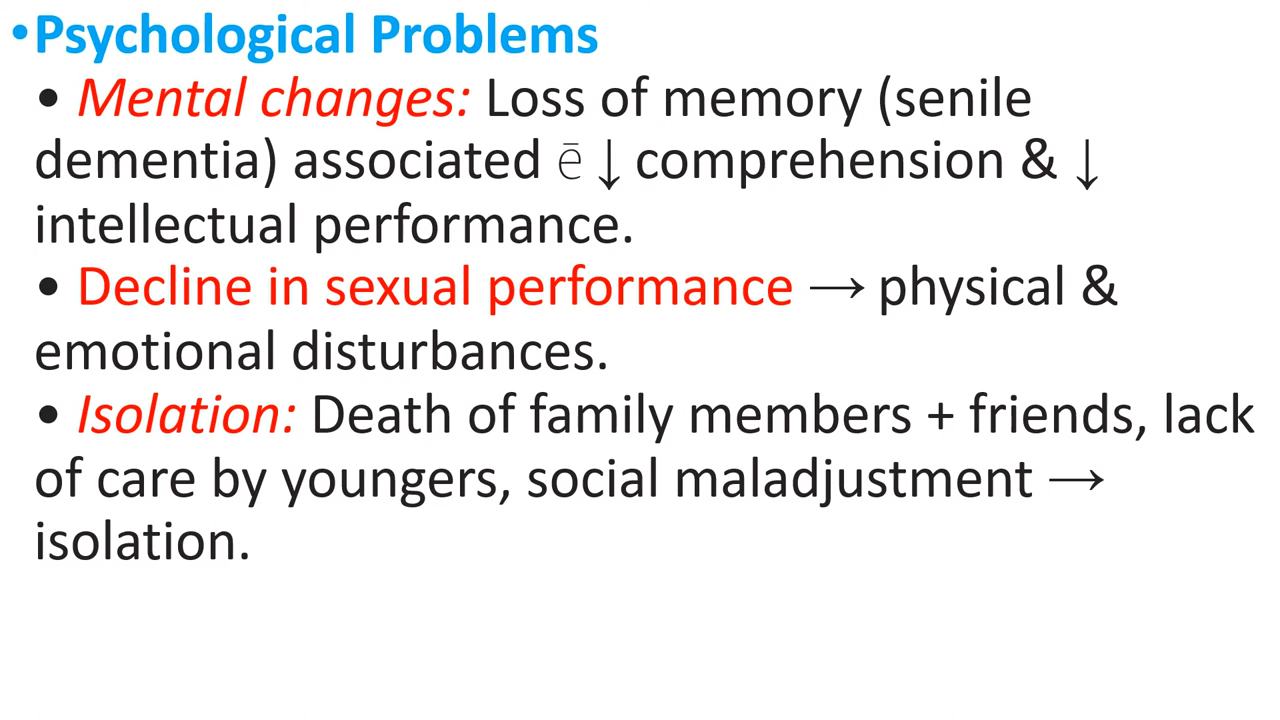 •Psychological Problems
• Mental changes: Loss of memory (senile
dementia) associated ē ↓ comprehension & ↓
intellectual performance.
• Decline in sexual performance → physical &
emotional disturbances.
• Isolation: Death of family members + friends, lack
of care by youngers, social maladjustment →
isolation.